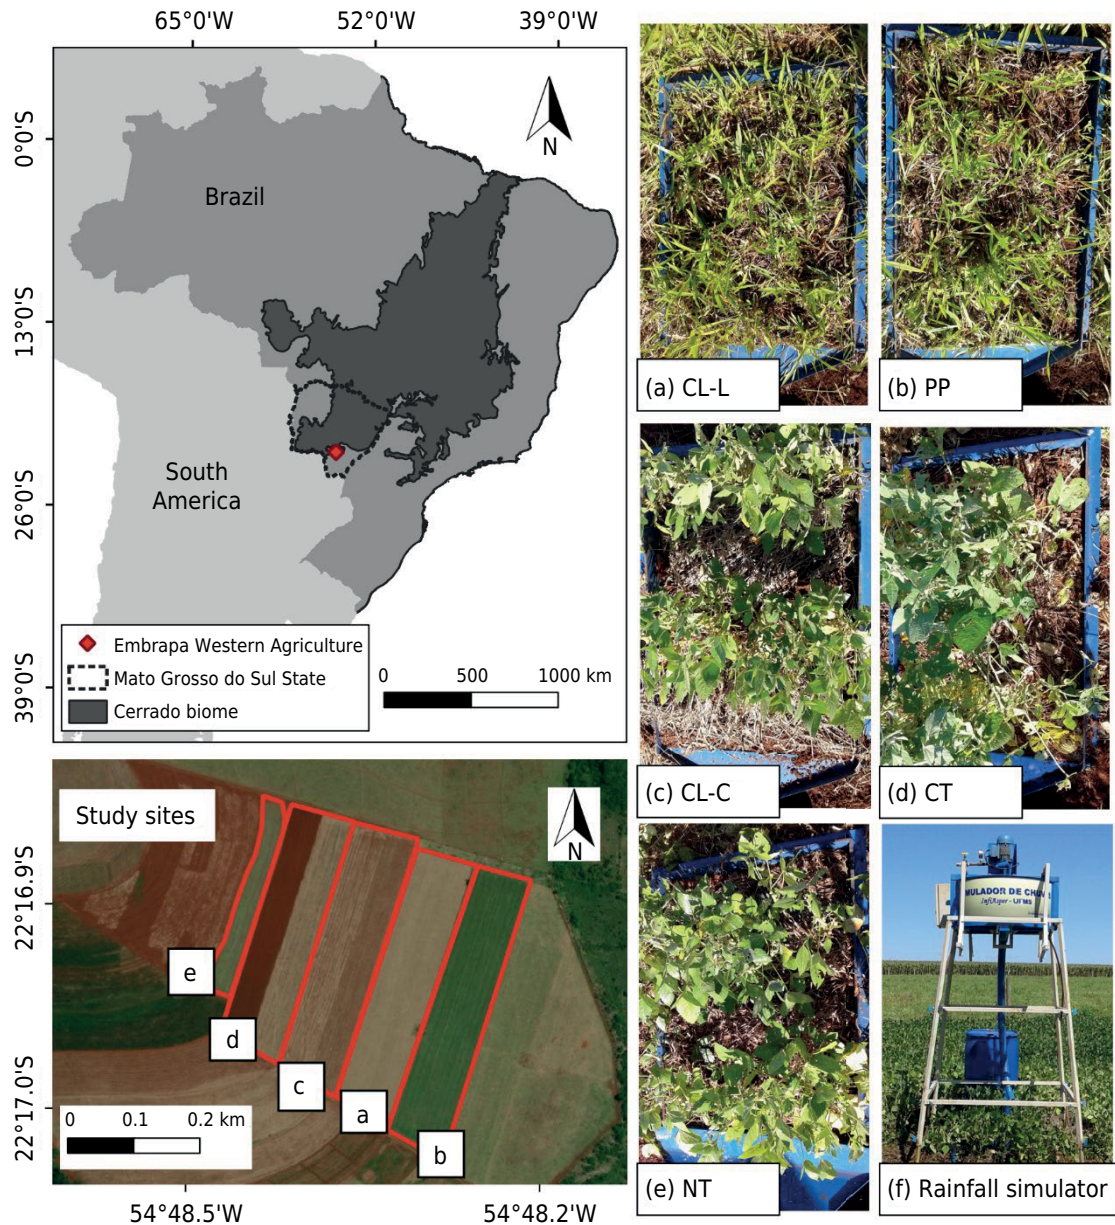 65°0'W
52°0'W
39°0'W
0°0'S
13°0'S
26°0'S
39°0'S
N
Brazil
South
America
Embrapa Western Agriculture
Mato Grosso do Sul State
Cerrado biome
0
500
1000 km
Study sites
N
22°16.9'S
22°17.0'S
e
d
c
a
b
0
0.1
0.2 km
54°48.5'W
54°48.2'W
(a) CL-L
(b) PP
(c) CL-C
(d) CT
(e) NT
MULADOR DE CHUV
InfiAsper - UFMS
(f) Rainfall simulator